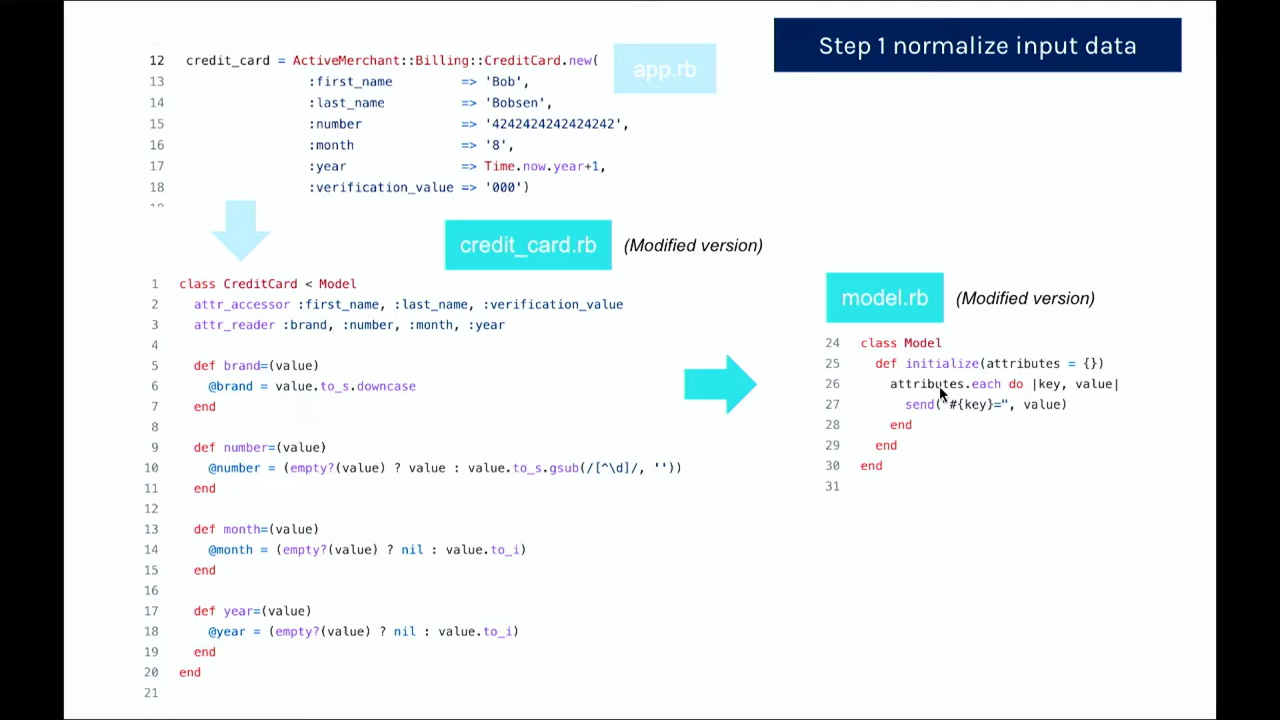 Step 1 normalize input data
12 credit_card = ActiveMerchant::Billing::CreditCard.new(
app.rb
13 :first_name => 'Bob',
14 :last_name => 'Bobsen',
15 :number => '4242424242424242',
16 :month => '8',
17 :year => Time.now.year+1,
18 :verification_value => '000')
credit_card.rb (Modified version)
1 class CreditCard < Model
2 attr_accessor :first_name, :last_name, :verification_value
3 attr_reader :brand, :number, :month, :year
4
5 def brand=(value)
6 @brand = value.to_s.downcase
7 end
8
9 def number=(value)
10 @number = (empty?(value) ? value : value.to_s.gsub(/[^\d]/, ''))
11 end
12
13 def month=(value)
14 @month = (empty?(value) ? nil : value.to_i)
15 end
16
17 def year=(value)
18 @year = (empty?(value) ? nil : value.to_i)
19 end
20 end
21
model.rb (Modified version)
24 class Model
25 def initialize(attributes = {})
26 attributes.each do |key, value|
27 send("#{key}=", value)
28 end
29 end
30 end
31